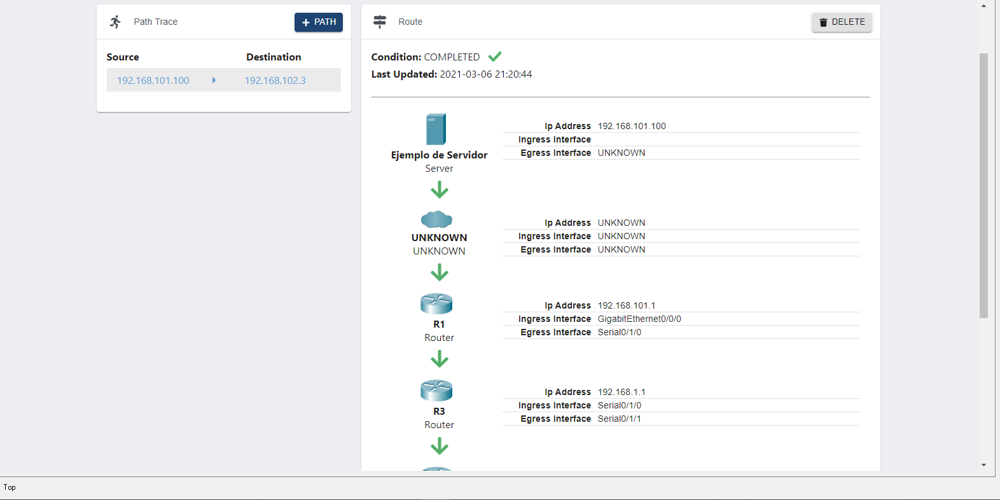 Path Trace
+ PATH
Source Destination
192.168.101.100 192.168.102.3
Route
DELETE
Condition: COMPLETED
Last Updated: 2021-03-06 21:20:44
Ejemplo de Servidor
Server
Ip Address 192.168.101.100
Ingress Interface
Egress Interface UNKNOWN
UNKNOWN
UNKNOWN
Ip Address UNKNOWN
Ingress Interface UNKNOWN
Egress Interface UNKNOWN
R1
Router
Ip Address 192.168.101.1
Ingress Interface GigabitEthernet0/0/0
Egress Interface Serial0/1/0
R3
Router
Ip Address 192.168.1.1
Ingress Interface Serial0/1/0
Egress Interface Serial0/1/1
Top